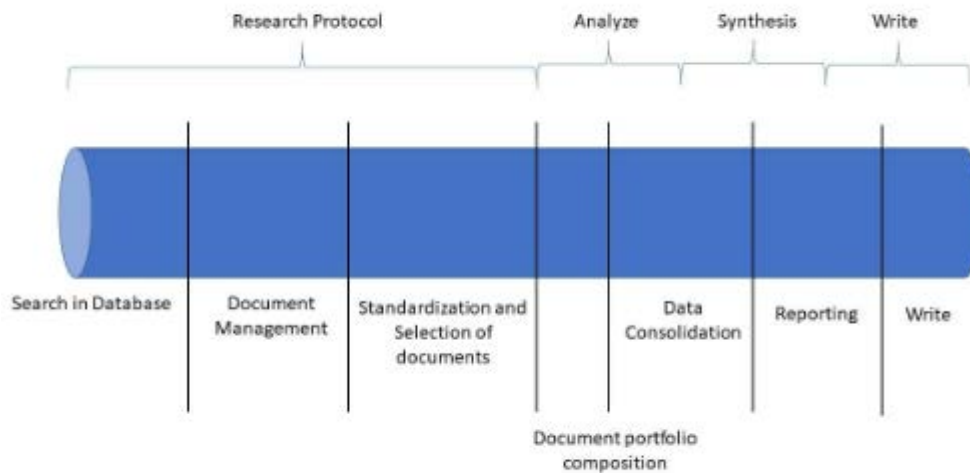 Research Protocol
Analyze
Synthesis
Write
Search in Database
Document
Management
Standardization and
Selection of
documents
Data
Consolidation
Reporting
Write
Document portfolio
composition